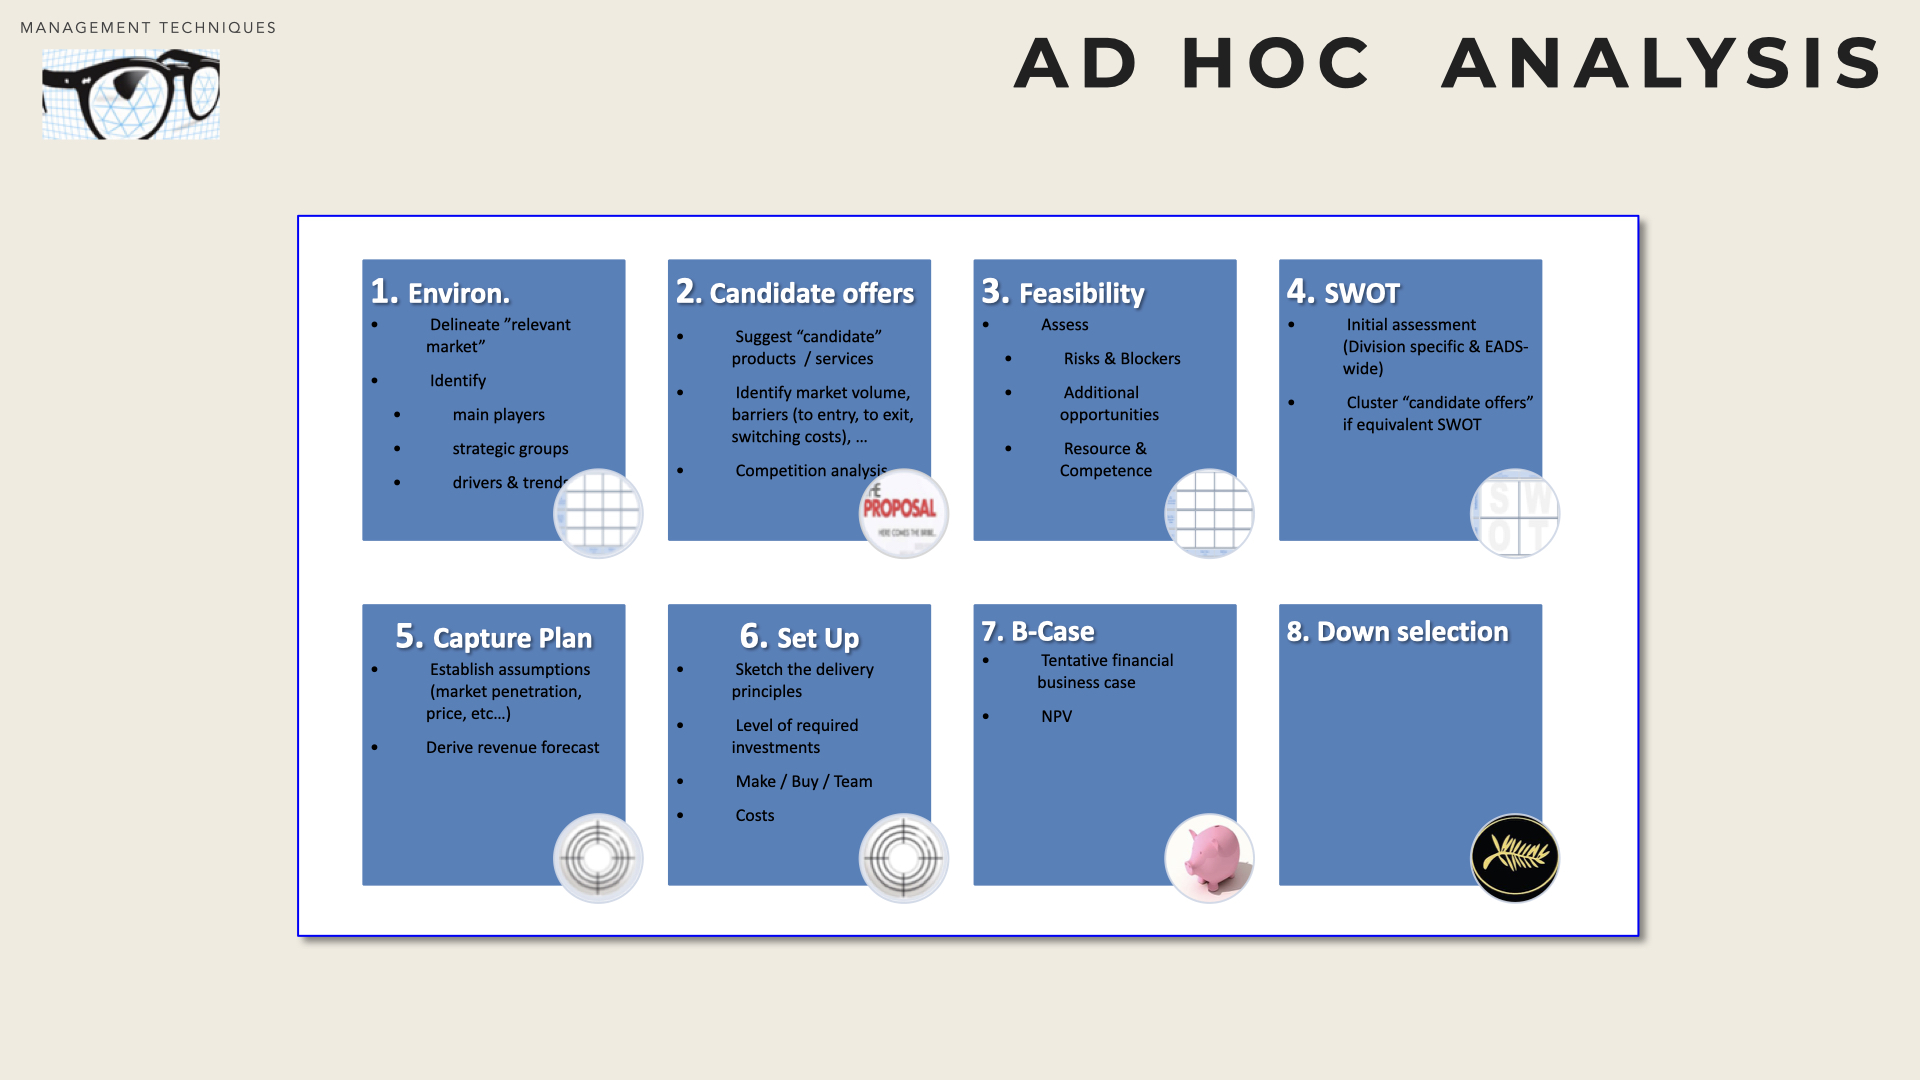 MANAGEMENT TECHNIQUES
AD HOC ANALYSIS
1. Environ.
• Delineate ”relevant
market”
• Identify
• main players
• strategic groups
• drivers & trends
2. Candidate offers
• Suggest “candidate”
products / services
• Identify market volume,
barriers (to entry, to exit,
switching costs), ...
• Competition analysis
PROPOSAL
HERE COMES THE BRIBE...
3. Feasibility
• Assess
• Risks & Blockers
• Additional
opportunities
• Resource &
Competence
4. SWOT
• Initial assessment
(Division specific & EADS-
wide)
• Cluster “candidate offers”
if equivalent SWOT
S W
O T
5. Capture Plan
• Establish assumptions
(market penetration,
price, etc...)
• Derive revenue forecast
6. Set Up
• Sketch the delivery
principles
• Level of required
investments
• Make / Buy / Team
• Costs
7. B-Case
• Tentative financial
business case
• NPV
8. Down selection